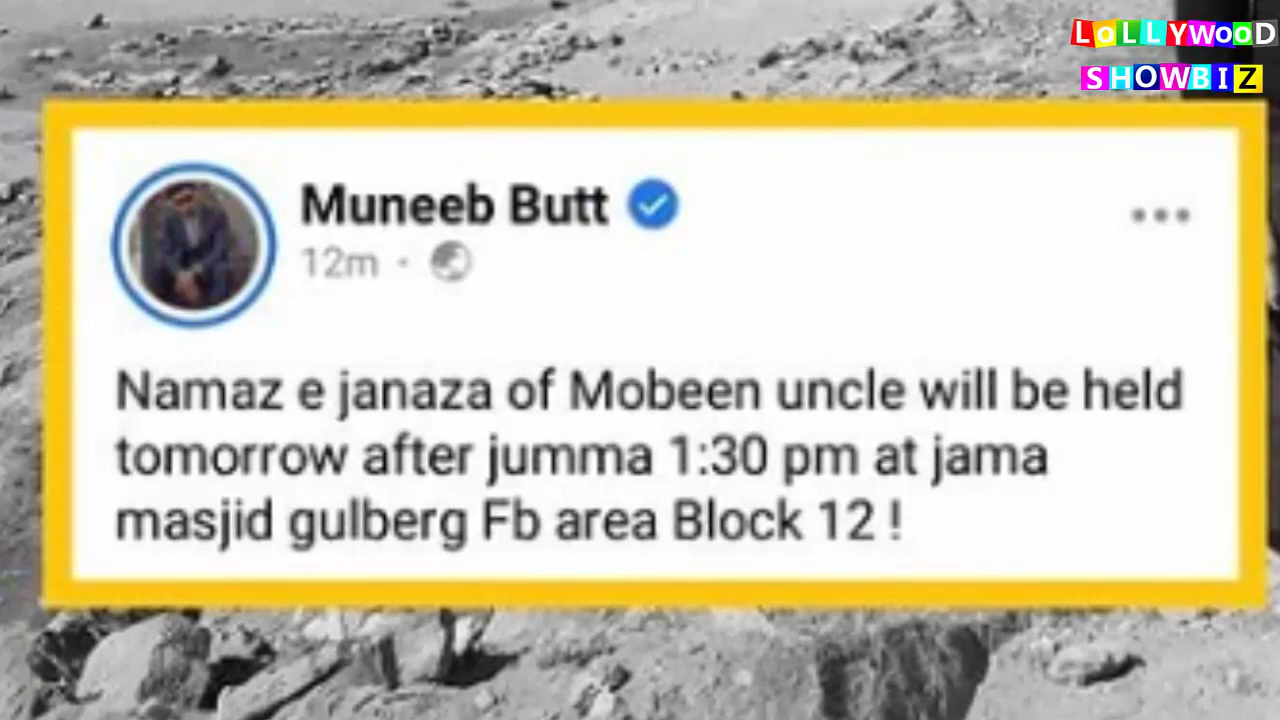 LOLLYWOOD
SHOWBIZ
Muneeb Butt
12m
Namaz e janaza of Mobeen uncle will be held
tomorrow after jumma 1:30 pm at jama
masjid gulberg Fb area Block 12 !